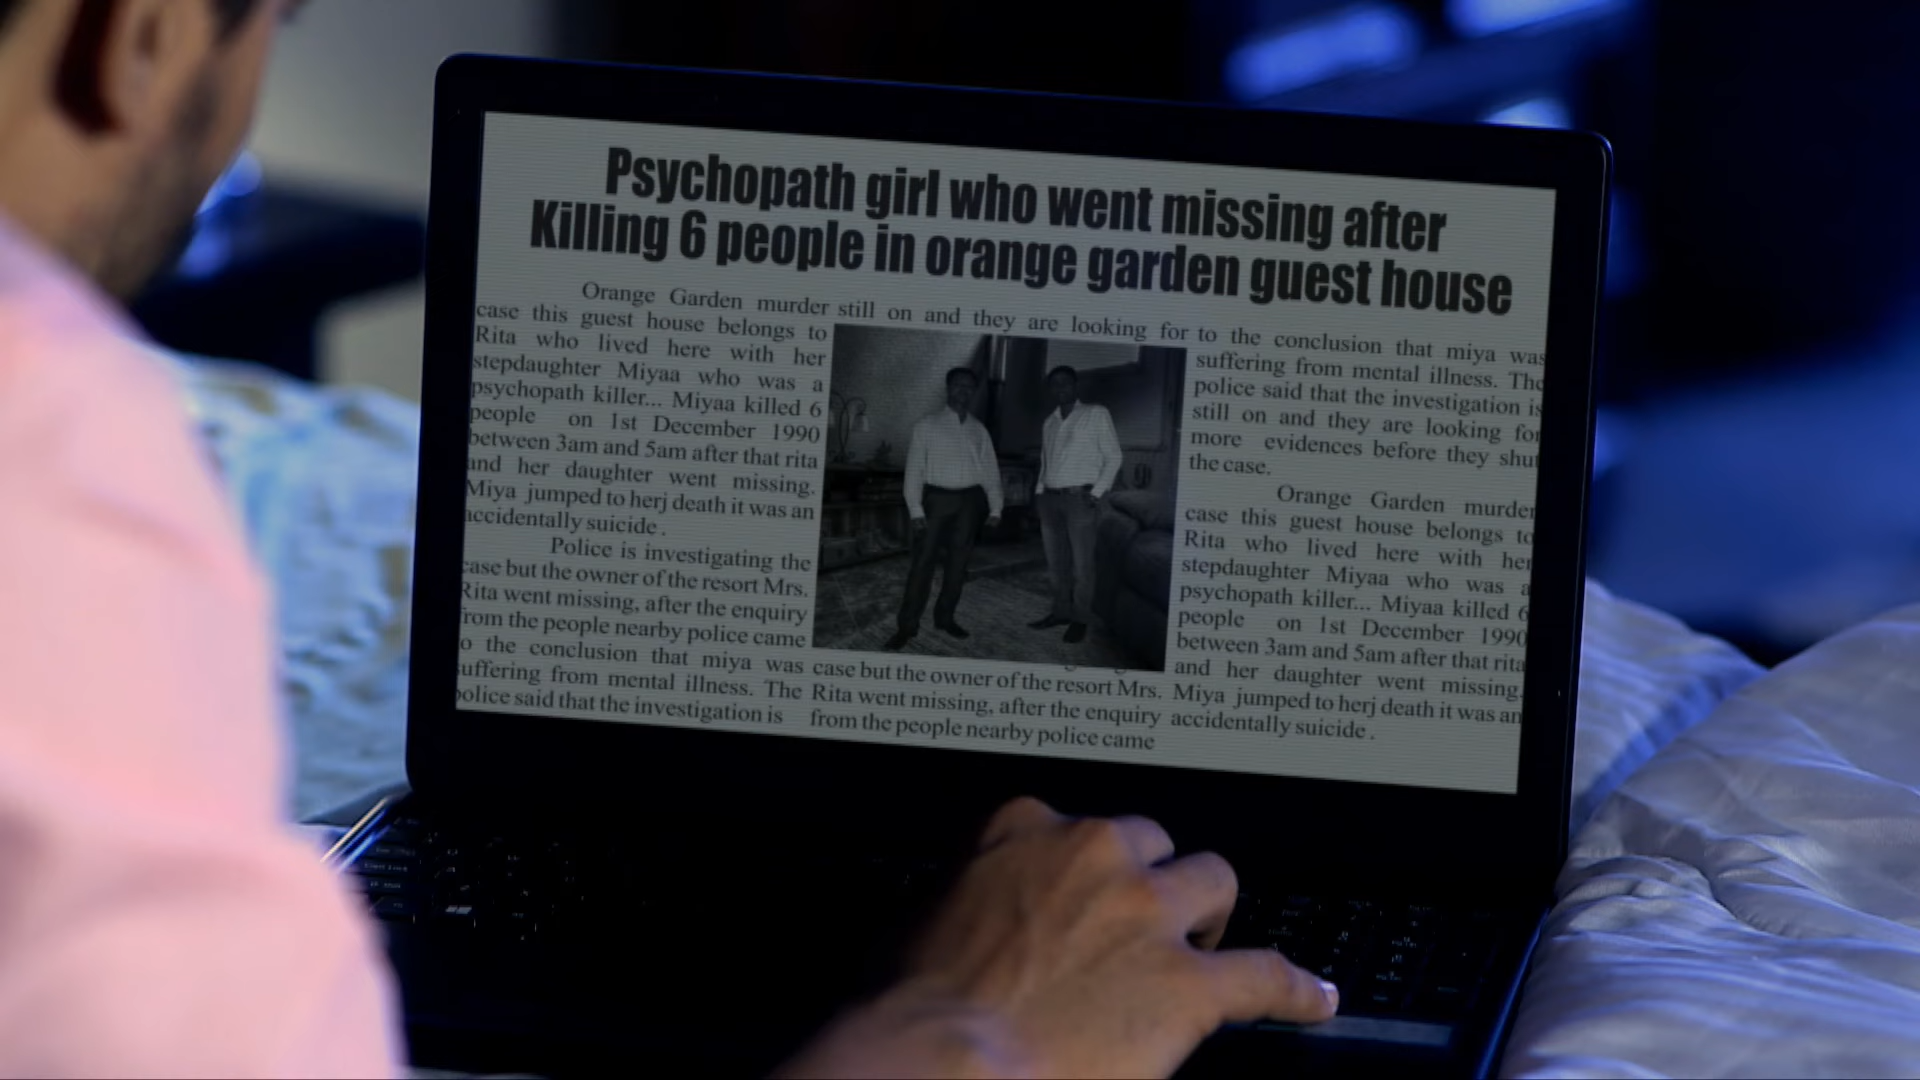 Psychopath girl who went missing after
Killing 6 people in orange garden guest house
Orange Garden murder
case this guest house belongs to
Rita who lived here with her
stepdaughter Miyaa who was a
psychopath killer... Miyaa killed 6
people on 1st December 1990
between 3am and 5am after that rita
and her daughter went missing.
Miya jumped to herj death it was an
accidentally suicide .
Police is investigating the
case but the owner of the resort Mrs.
Rita went missing, after the enquiry
from the people nearby police came
o the conclusion that miya was
suffering from mental illness. The
police said that the investigation is
still on and they are looking for
case but the owner of the resort Mrs.
Rita went missing, after the enquiry
from the people nearby police came
to the conclusion that miya was
suffering from mental illness. The
police said that the investigation is
still on and they are looking for
more evidences before they shut
the case.
Orange Garden murder
case this guest house belongs to
Rita who lived here with her
stepdaughter Miyaa who was a
psychopath killer... Miyaa killed 6
people on 1st December 1990
between 3am and 5am after that rita
and her daughter went missing.
Miya jumped to herj death it was an
accidentally suicide .